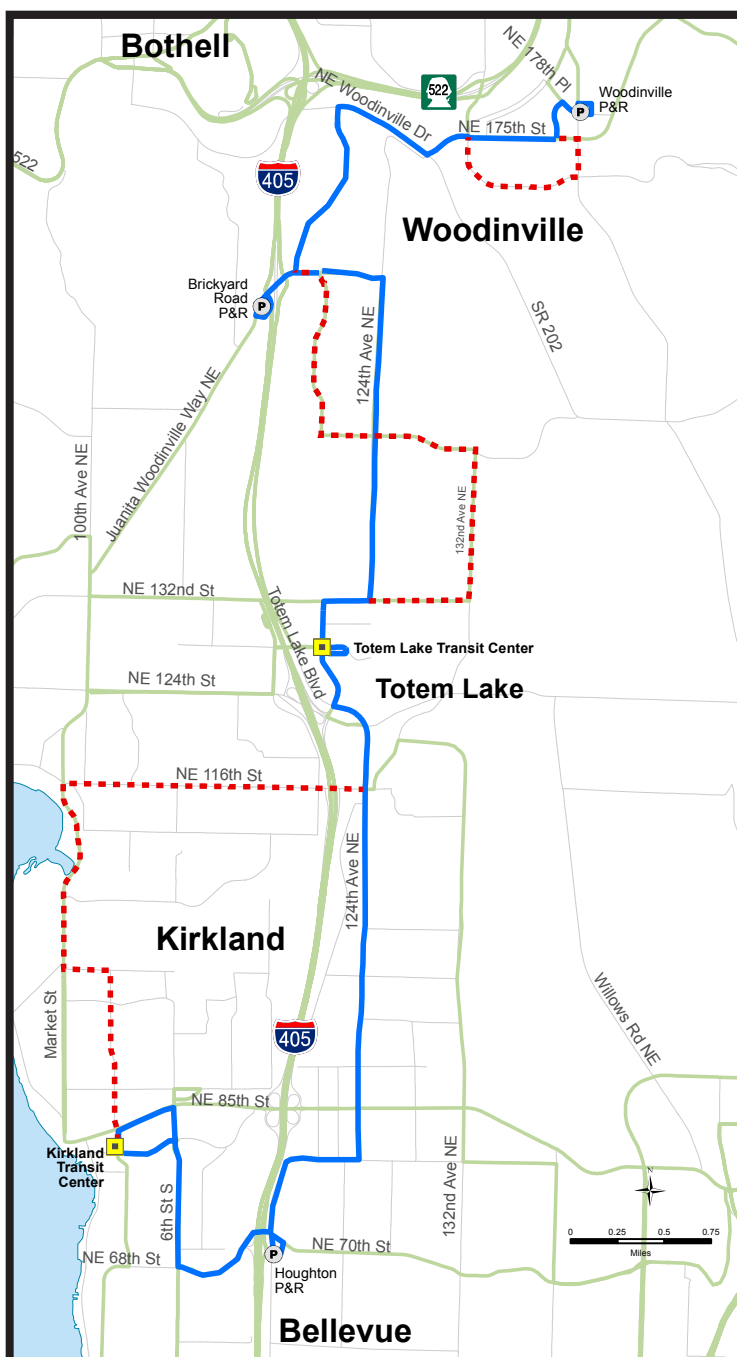 Bothell
NE 178th Pl
522
Woodinville
P&R
P
NE Woodinville Dr
NE 175th St
522
405
Woodinville
Brickyard
Road
P&R
P
SR 202
124th Ave NE
Juanita Woodinville Way NE
100th Ave NE
132nd Ave NE
NE 132nd St
Totem Lake Blvd
Totem Lake Transit Center
NE 124th St
Totem Lake
NE 116th St
124th Ave NE
Kirkland
Market St
Willows Rd NE
405
NE 85th St
Kirkland
Transit
Center
6th St S
132nd Ave NE
N
0 0.25 0.5 0.75
Miles
NE 68th St
NE 70th St
P
Houghton
P&R
Bellevue